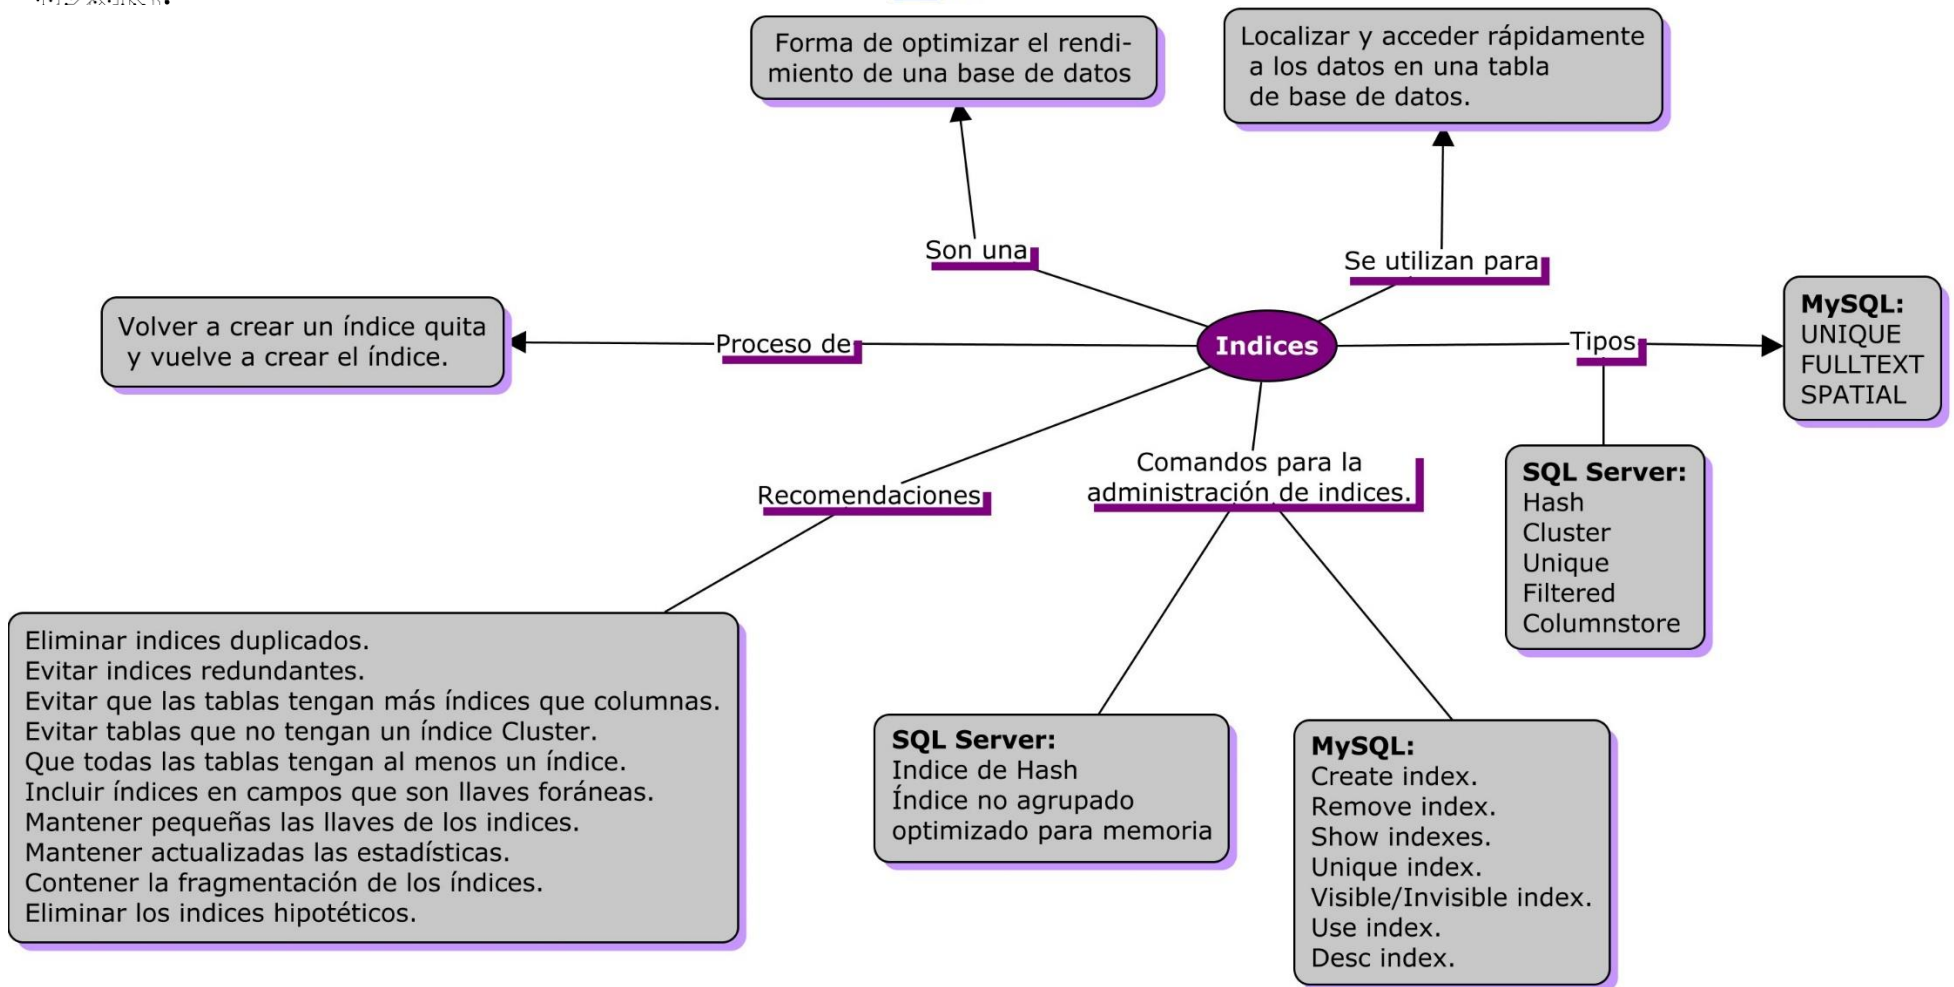 Forma de optimizar el rendi-
miento de una base de datos
Localizar y acceder rápidamente
a los datos en una tabla
de base de datos.
Son una
Se utilizan para
Volver a crear un índice quita
y vuelve a crear el índice.
Proceso de
Indices
Tipos
MySQL:
UNIQUE
FULLTEXT
SPATIAL
Recomendaciones
Comandos para la
administración de indices.
SQL Server:
Hash
Cluster
Unique
Filtered
Columnstore
Eliminar indices duplicados.
Evitar indices redundantes.
Evitar que las tablas tengan más índices que columnas.
Evitar tablas que no tengan un índice Cluster.
Que todas las tablas tengan al menos un índice.
Incluir índices en campos que son llaves foráneas.
Mantener pequeñas las llaves de los indices.
Mantener actualizadas las estadísticas.
Contener la fragmentación de los índices.
Eliminar los indices hipotéticos.
SQL Server:
Indice de Hash
Índice no agrupado
optimizado para memoria
MySQL:
Create index.
Remove index.
Show indexes.
Unique index.
Visible/Invisible index.
Use index.
Desc index.